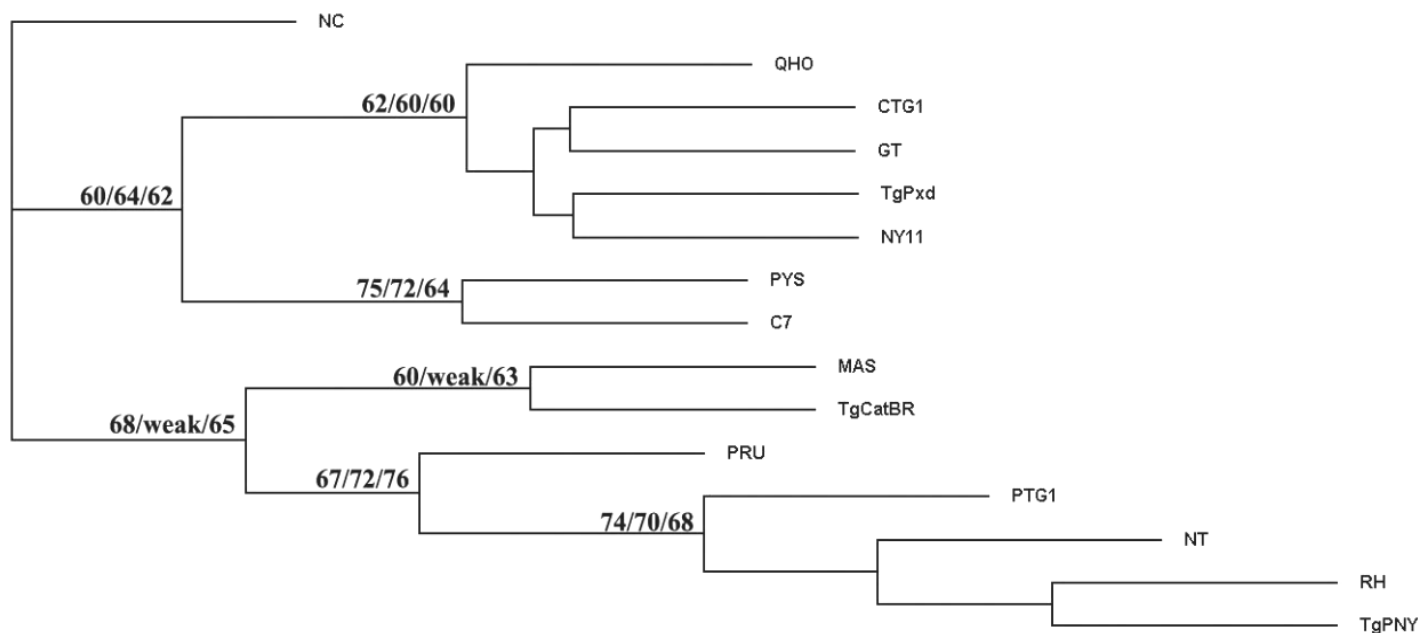 NC
QHO
62/60/60
CTG1
GT
60/64/62
TgPxd
NY11
PYS
75/72/64
C7
MAS
60/weak/63
TgCatBR
68/weak/65
PRU
67/72/76
PTG1
74/70/68
NT
RH
TgPNY